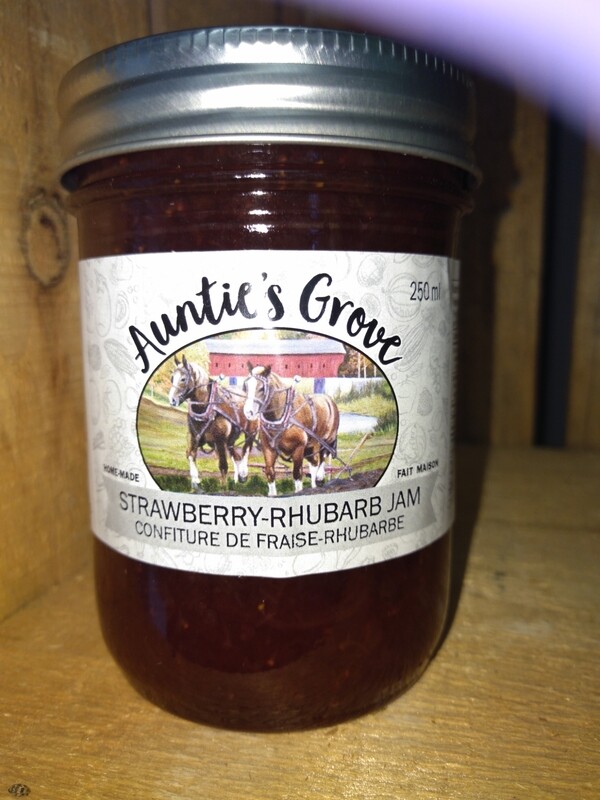 Auntie's Grove
250 ml
HOME-MADE
FAIT MAISON
STRAWBERRY-RHUBARB JAM
CONFITURE DE FRAISE-RHUBARBE